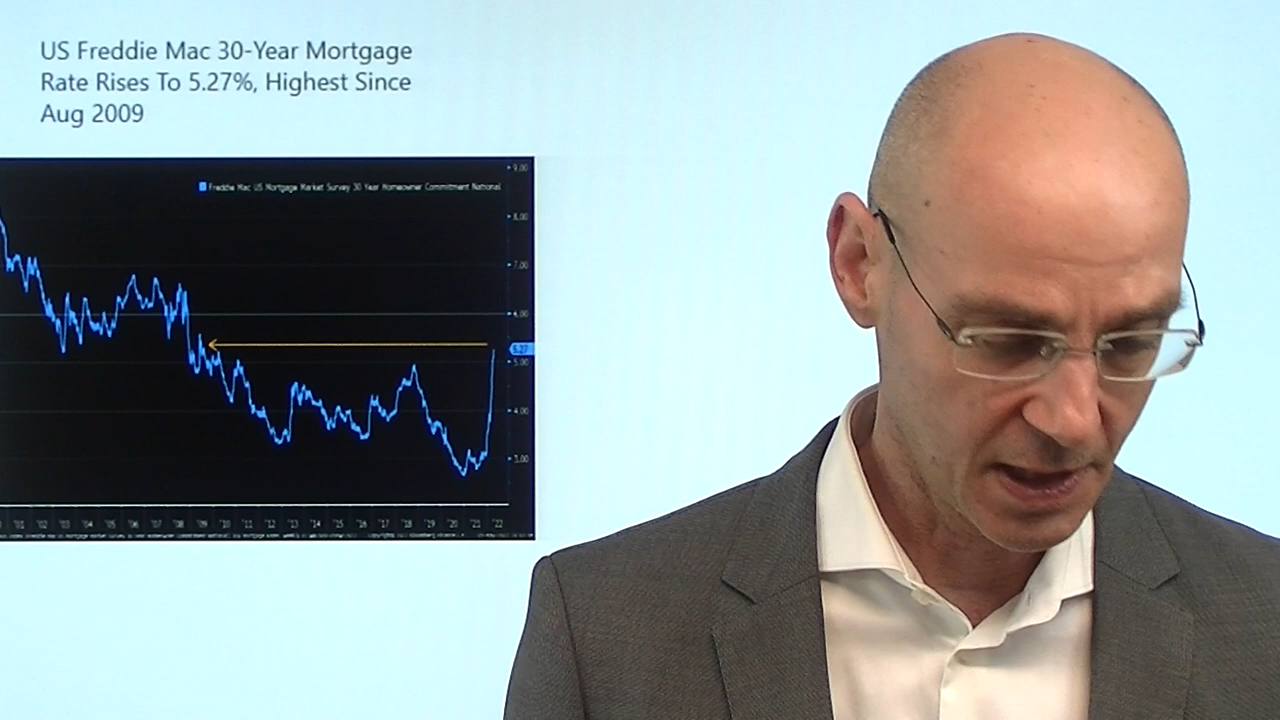 US Freddie Mac 30-Year Mortgage
Rate Rises To 5.27%, Highest Since
Aug 2009
9.00
Freddie Mac US Mortgage Market Survey 30 Year Homeowner Commitment National
8.00
7.00
6.00
5.27
5.00
4.00
3.00
'01 '02 '03 '04 '05 '06 '07 '08 '09 '10 '11 '12 '13 '14 '15 '16 '17 '18 '19 '20 '21 '22